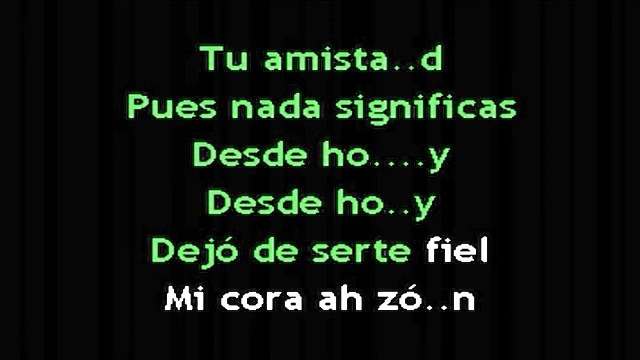 Tu amista..d
Pues nada significas
Desde ho....y
Desde ho..y
Dejó de serte fiel
Mi cora ah zó..n